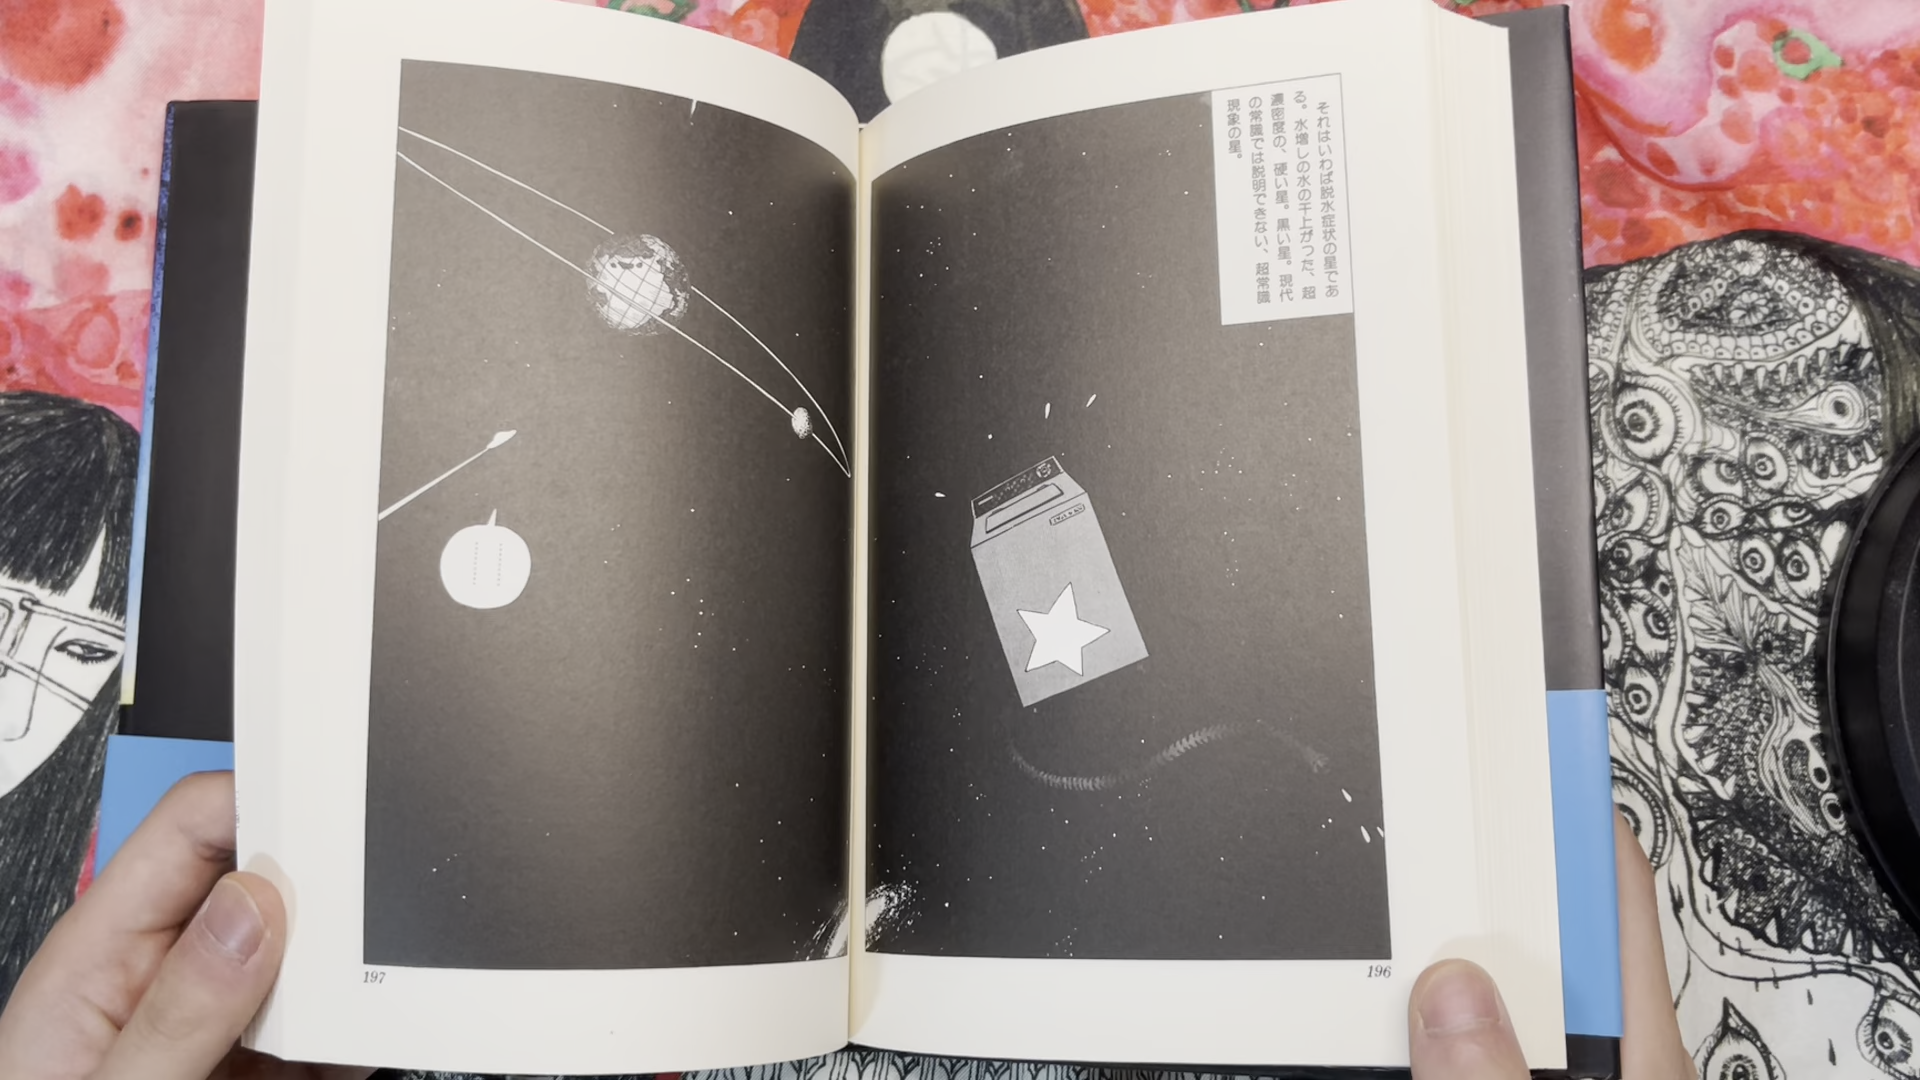 それはいわば脱水症状の星であ
る。水増しの水の干上がった、超
濃密度の、硬い星。黒い星。現代
の常識では説明できない、超常識
現象の星。
196
197